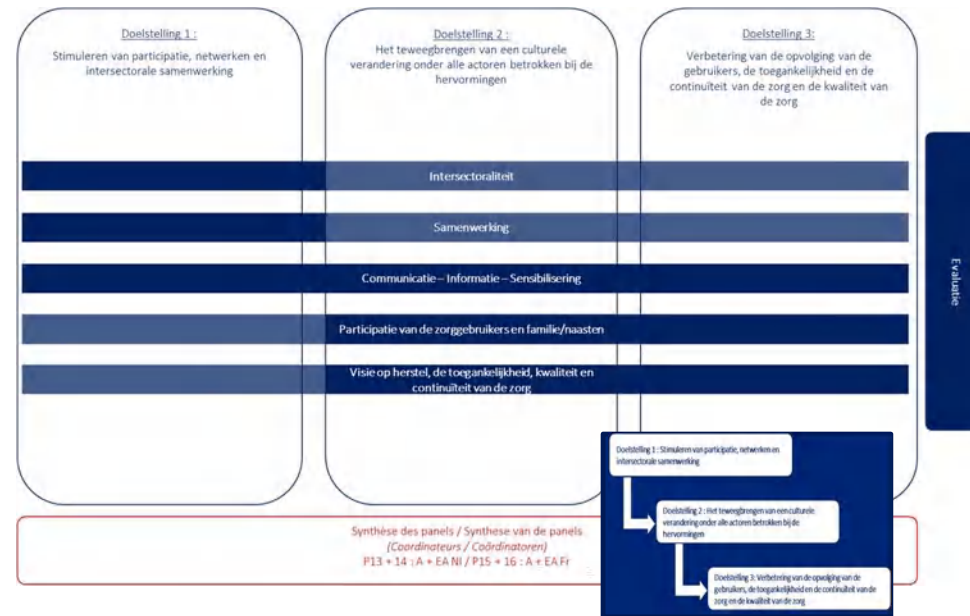 Doelstelling 1 :
Stimuleren van participatie, netwerken en
intersectorale samenwerking
Doelstelling 2 :
Het teweegbrengen van een culturele
verandering onder alle actoren betrokken bij de
hervormingen
Doelstelling 3:
Verbetering van de opvolging van de
gebruikers, de toegankelijkheid en de
continuïteit van de zorg en de kwaliteit van
de zorg
Intersectoraliteit
Samenwerking
Communicatie – Informatie – Sensibilisering
Participatie van de zorggebruikers en familie/naasten
Visie op herstel, de toegankelijkheid, kwaliteit en
continuïteit van de zorg
Evaluatie
Synthèse des panels / Synthese van de panels
(Coordinateurs / Coördinatoren)
P13 + 14 : A + EA Nl / P15 + 16 : A + EA Fr
Doelstelling 1 : Stimuleren van participatie, netwerken en
intersectorale samenwerking
Doelstelling 2 : Het teweegbrengen van een culturele
verandering onder alle actoren betrokken bij de
hervormingen
Doelstelling 3: Verbetering van de opvolging van de
gebruikers, de toegankelijkheid en de continuïteit van de
zorg en de kwaliteit van de zorg